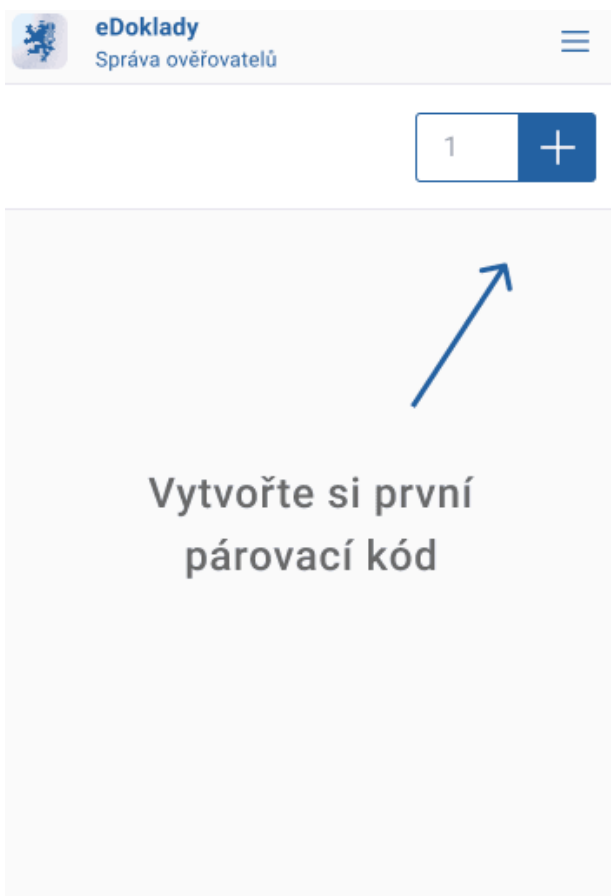 eDoklady
Správa ověřovatelů
1
Vytvořte si první
párovací kód